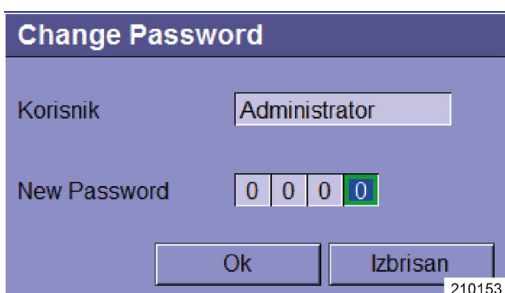 Change Password
Korisnik Administrator
New Password 0 0 0 0
Ok Izbrisan
210153